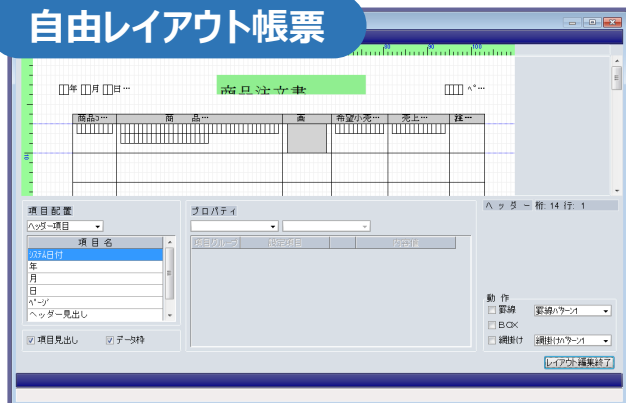 自由レイアウト帳票
80 90 100
年 月 日… 商品注文書 ページ…
商品コ… 商 品… 画 希望小売… 売上…
項目配置
プロパティ
ヘッダー 桁: 14 行: 1
ヘッダー項目
項目名
システム日付
年
月
日
ページ
ヘッダー見出し
項目見出し データ枠
動作
罫線 罫線パターン1
BOX
網掛け 網掛けパターン1
レイアウト編集終了